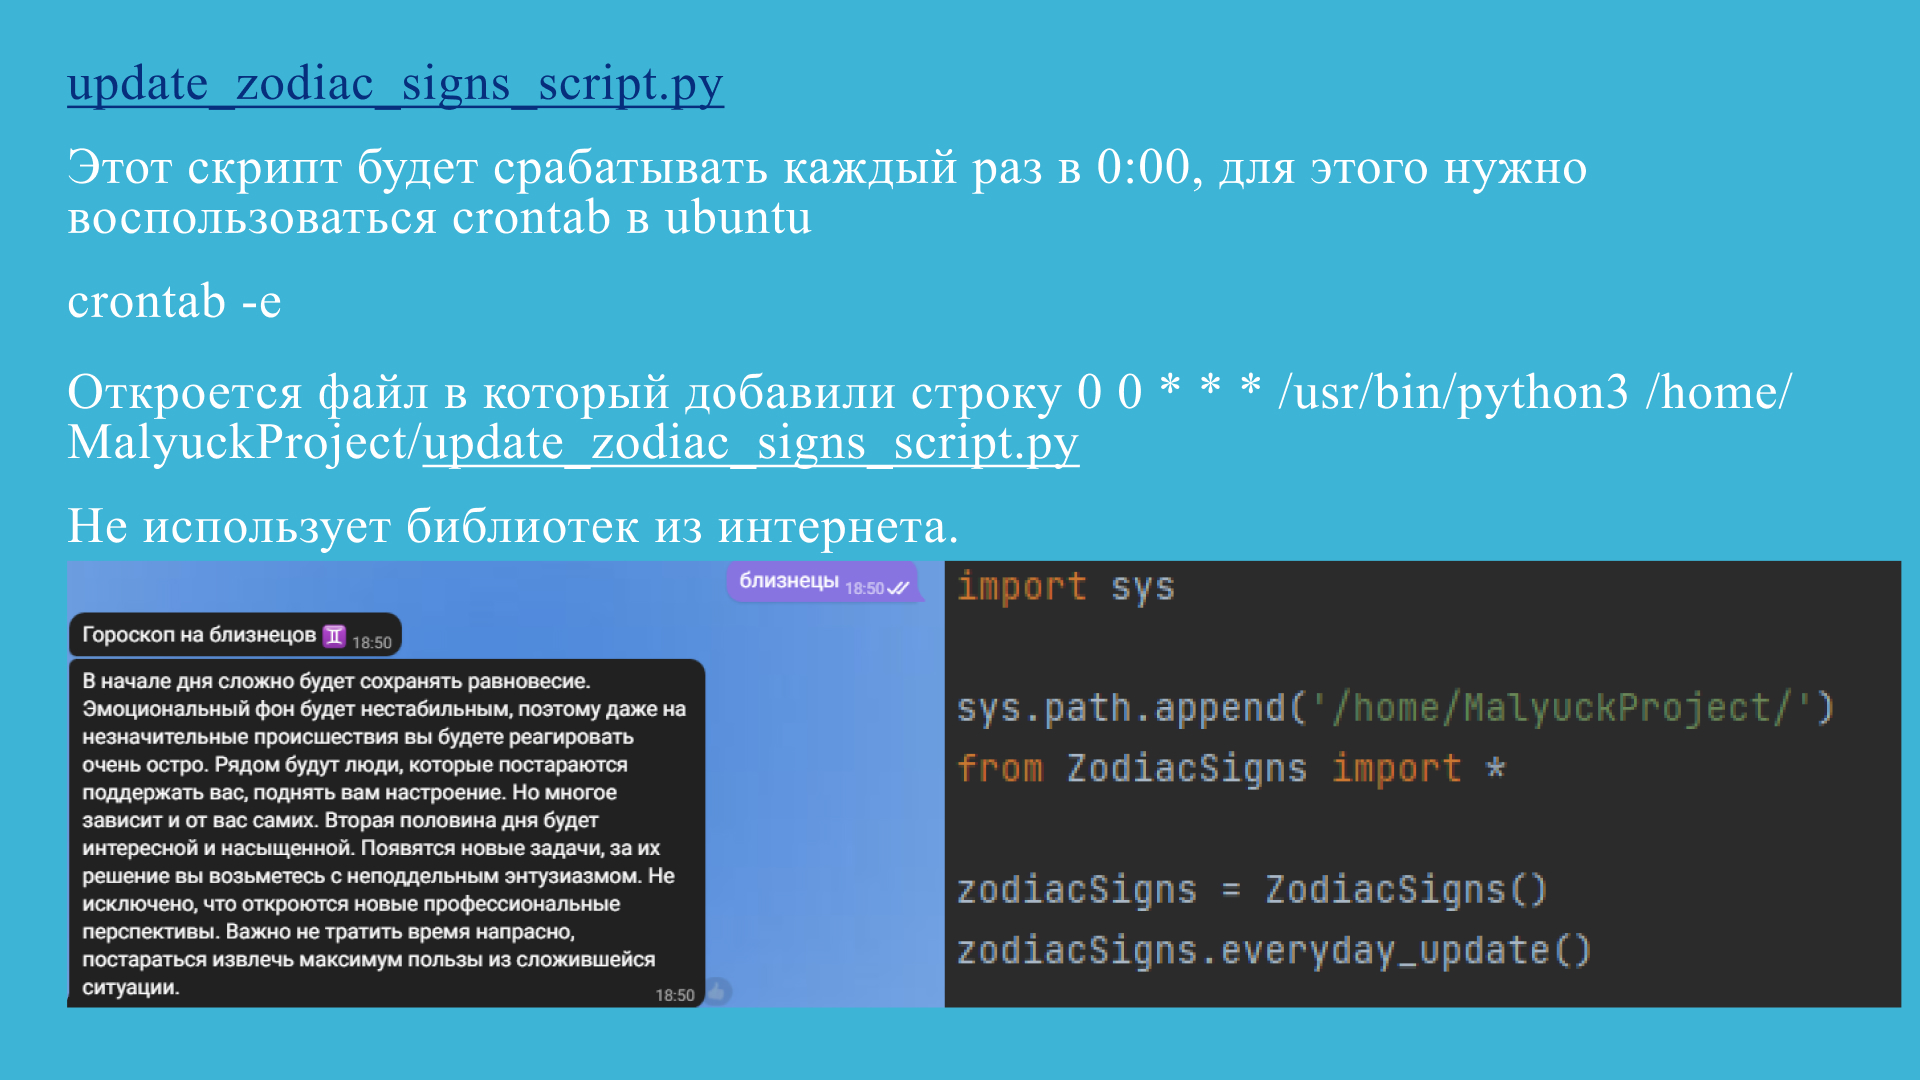 update_zodiac_signs_script.py
Этот скрипт будет срабатывать каждый раз в 0:00, для этого нужно
воспользоваться crontab в ubuntu
crontab -e
Откроется файл в который добавили строку 0 0 * * * /usr/bin/python3 /home/
MalyuckProject/update_zodiac_signs_script.py
Не использует библиотек из интернета.
близнецы 18:50
Гороскоп на близнецов ♊ 18:50
В начале дня сложно будет сохранять равновесие.
Эмоциональный фон будет нестабильным, поэтому даже на
незначительные происшествия вы будете реагировать
очень остро. Рядом будут люди, которые постараются
поддержать вас, поднять вам настроение. Но многое
зависит и от вас самих. Вторая половина дня будет
интересной и насыщенной. Появятся новые задачи, за их
решение вы возьметесь с неподдельным энтузиазмом. Не
исключено, что откроются новые профессиональные
перспективы. Важно не тратить время напрасно,
постараться извлечь максимум пользы из сложившейся
ситуации.
18:50
import sys
sys.path.append('/home/MalyuckProject/')
from ZodiacSigns import *
zodiacSigns = ZodiacSigns()
zodiacSigns.everyday_update()